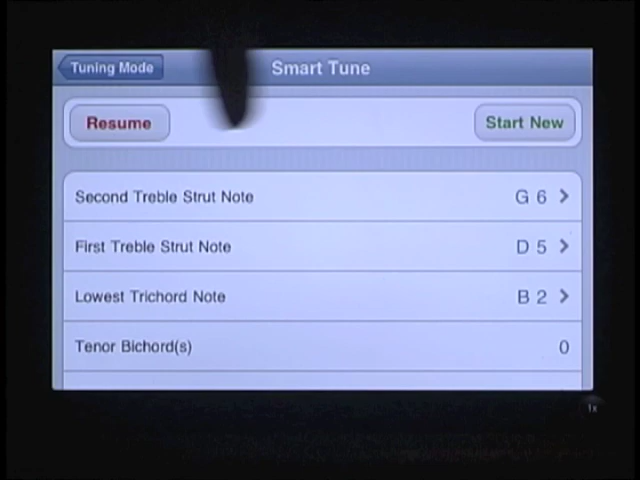 Tuning Mode
Smart Tune
Resume
Start New
Second Treble Strut Note G 6
First Treble Strut Note D 5
Lowest Trichord Note B 2
Tenor Bichord(s) 0
1x